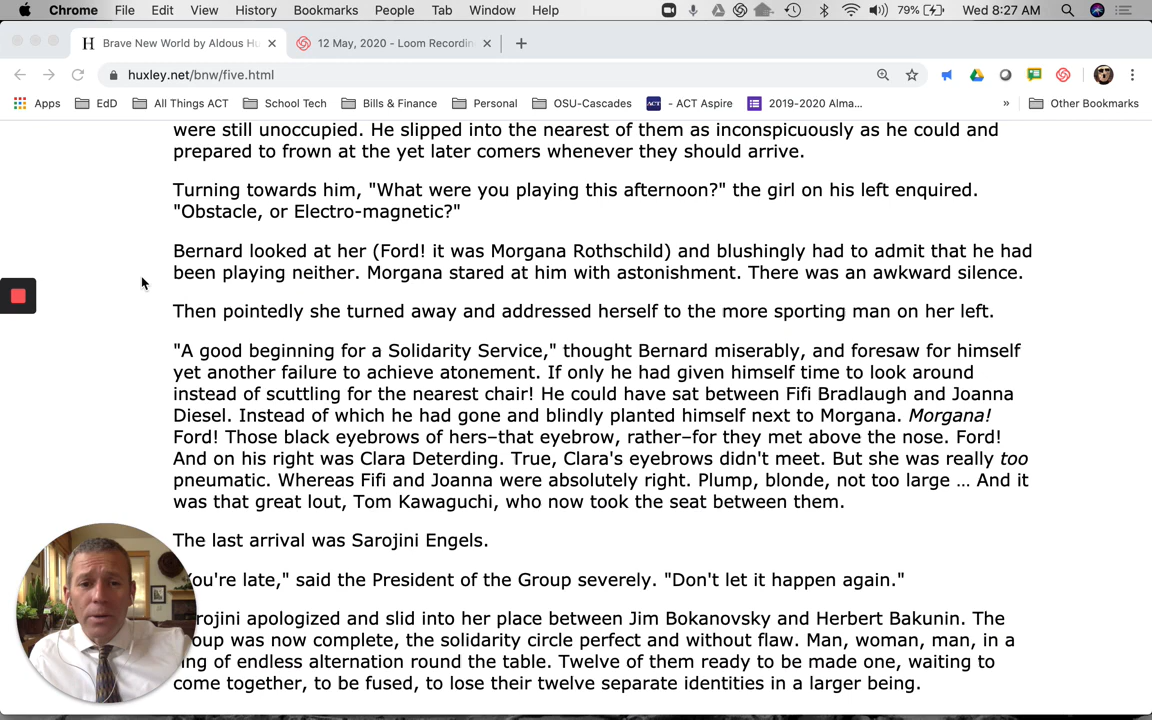 Chrome File Edit View History Bookmarks People Tab Window Help 79% Wed 8:27 AM
H Brave New World by Aldous Hu 12 May, 2020 - Loom Recordin
huxley.net/bnw/five.html
Apps EdD All Things ACT School Tech Bills & Finance Personal OSU-Cascades ACT - ACT Aspire 2019-2020 Alma... » Other Bookmarks
were still unoccupied. He slipped into the nearest of them as inconspicuously as he could and
prepared to frown at the yet later comers whenever they should arrive.
Turning towards him, "What were you playing this afternoon?" the girl on his left enquired.
"Obstacle, or Electro-magnetic?"
Bernard looked at her (Ford! it was Morgana Rothschild) and blushingly had to admit that he had
been playing neither. Morgana stared at him with astonishment. There was an awkward silence.
Then pointedly she turned away and addressed herself to the more sporting man on her left.
"A good beginning for a Solidarity Service," thought Bernard miserably, and foresaw for himself
yet another failure to achieve atonement. If only he had given himself time to look around
instead of scuttling for the nearest chair! He could have sat between Fifi Bradlaugh and Joanna
Diesel. Instead of which he had gone and blindly planted himself next to Morgana. Morgana!
Ford! Those black eyebrows of hers–that eyebrow, rather–for they met above the nose. Ford!
And on his right was Clara Deterding. True, Clara's eyebrows didn't meet. But she was really too
pneumatic. Whereas Fifi and Joanna were absolutely right. Plump, blonde, not too large ... And it
was that great lout, Tom Kawaguchi, who now took the seat between them.
The last arrival was Sarojini Engels.
You're late," said the President of the Group severely. "Don't let it happen again."
rojini apologized and slid into her place between Jim Bokanovsky and Herbert Bakunin. The
roup was now complete, the solidarity circle perfect and without flaw. Man, woman, man, in a
ing of endless alternation round the table. Twelve of them ready to be made one, waiting to
come together, to be fused, to lose their twelve separate identities in a larger being.